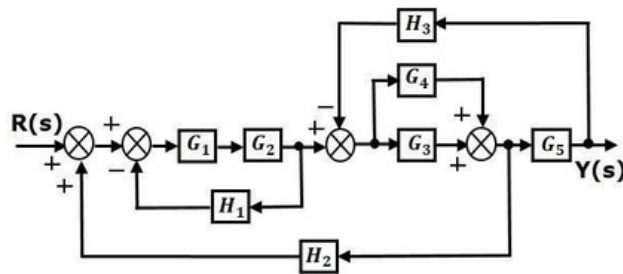 H₃
− G₄
R(s) + + + +
G₁ G₂ G₃ G₅
+ − + Y(s)
+ H₁
H₂